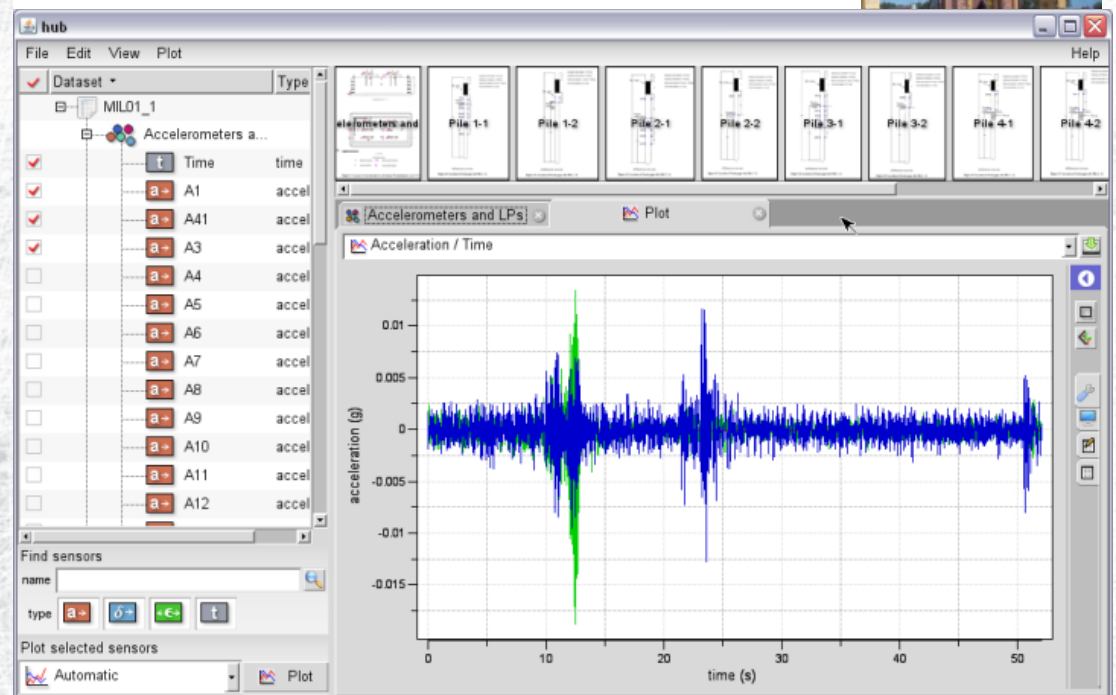 hub
File Edit View Plot Help
Dataset Type
MIL01_1
Accelerometers a...
t Time time
a A1 accel
a A41 accel
a A3 accel
a A4 accel
a A5 accel
a A6 accel
a A7 accel
a A8 accel
a A9 accel
a A10 accel
a A11 accel
a A12 accel
Find sensors
name
type a δ ε t
Plot selected sensors
Automatic Plot
elerometers and Pile 1-1 Pile 1-2 Pile 2-1 Pile 2-2 Pile 3-1 Pile 3-2 Pile 4-1 Pile 4-2
Accelerometers and LPs Plot
Acceleration / Time
acceleration (g)
0.01
0.005
0
-0.005
-0.01
-0.015
0 10 20 30 40 50
time (s)